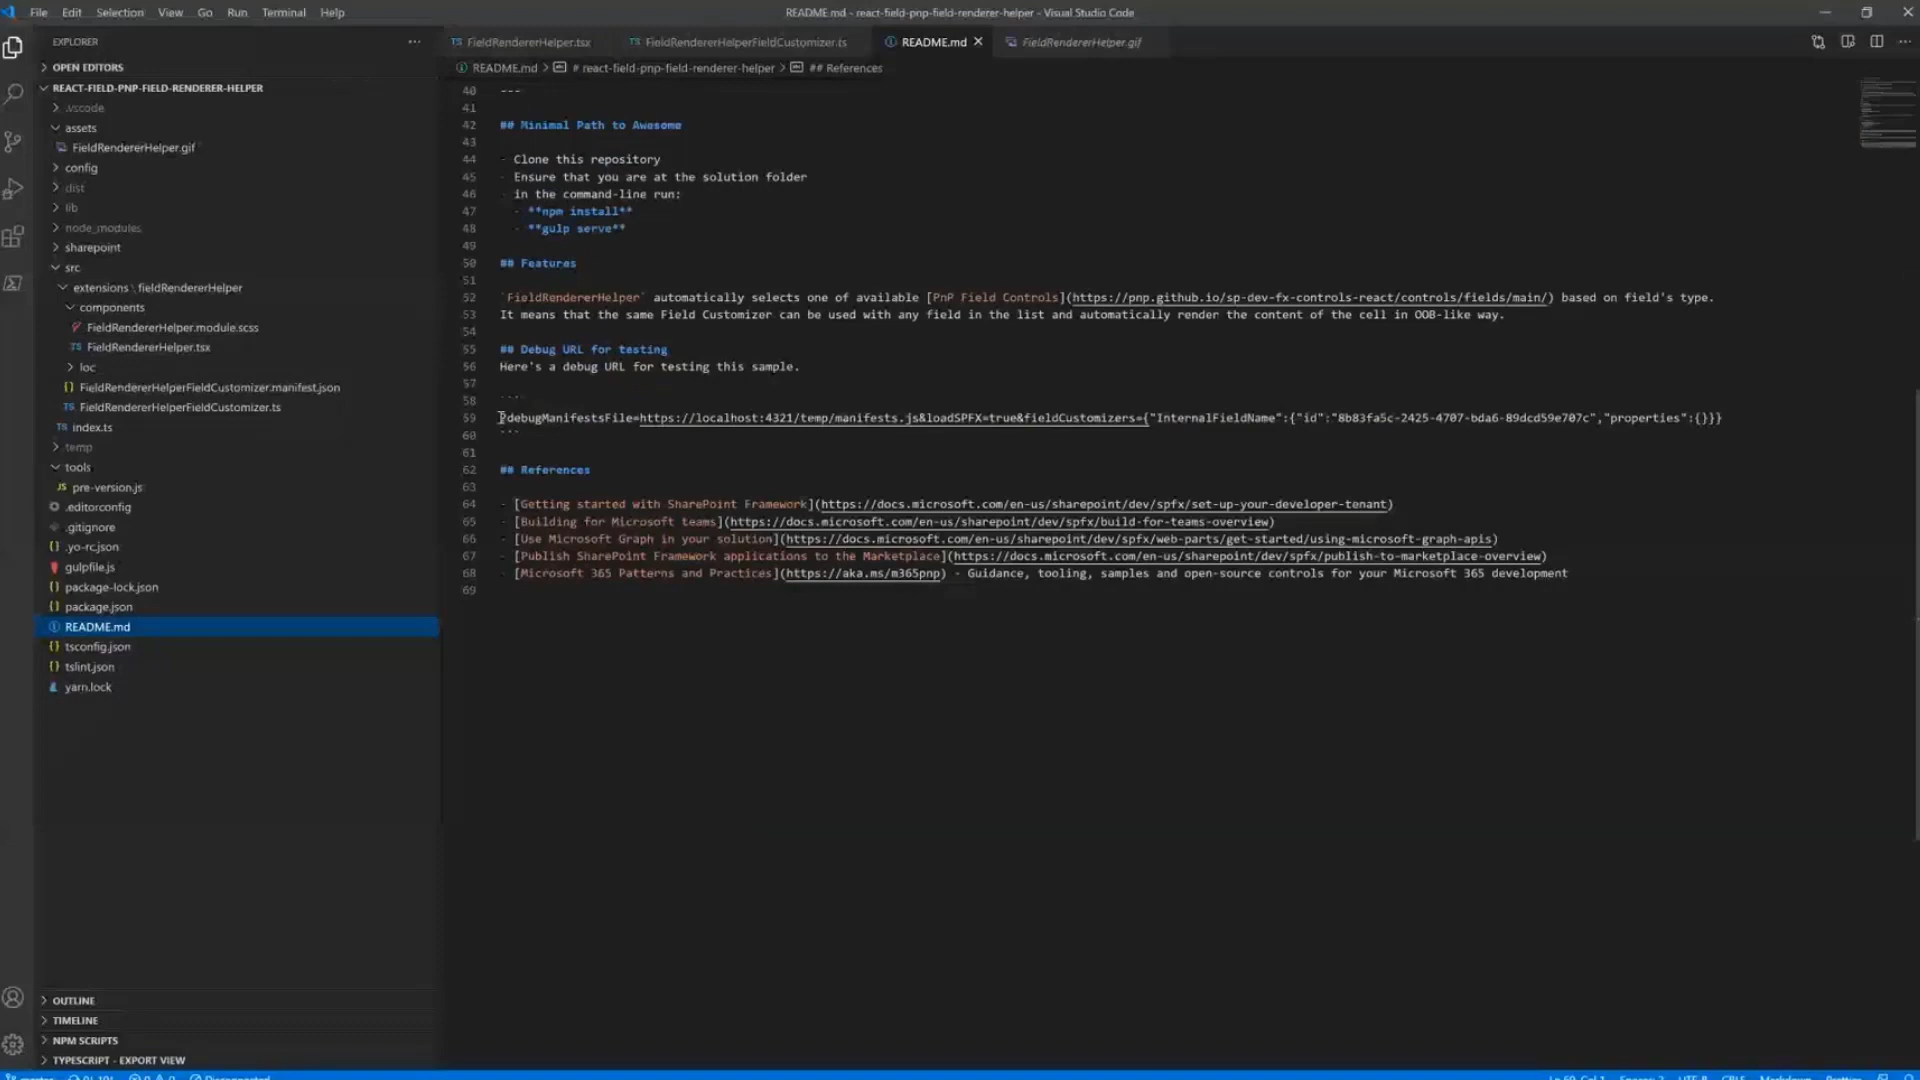 File Edit Selection View Go Run Terminal Help
README.md - react-field-pnp-field-renderer-helper - Visual Studio Code
EXPLORER
OPEN EDITORS
REACT-FIELD-PNP-FIELD-RENDERER-HELPER
.vscode
assets
FieldRendererHelper.gif
config
dist
lib
node_modules
sharepoint
src
extensions \ fieldRendererHelper
components
FieldRendererHelper.module.scss
FieldRendererHelper.tsx
loc
FieldRendererHelperFieldCustomizer.manifest.json
FieldRendererHelperFieldCustomizer.ts
index.ts
temp
tools
pre-version.js
.editorconfig
.gitignore
.yo-rc.json
gulpfile.js
package-lock.json
package.json
README.md
tsconfig.json
tslint.json
yarn.lock
OUTLINE
TIMELINE
NPM SCRIPTS
TYPESCRIPT - EXPORT VIEW
FieldRendererHelper.tsx FieldRendererHelperFieldCustomizer.ts README.md FieldRendererHelper.gif
README.md > # react-field-pnp-field-renderer-helper > ## References
40 ---
41
42 ## Minimal Path to Awesome
43
44 - Clone this repository
45 - Ensure that you are at the solution folder
46 - in the command-line run:
47 - **npm install**
48 - **gulp serve**
49
50 ## Features
51
52 `FieldRendererHelper` automatically selects one of available [PnP Field Controls](https://pnp.github.io/sp-dev-fx-controls-react/controls/fields/main/) based on field's type.
53 It means that the same Field Customizer can be used with any field in the list and automatically render the content of the cell in OOB-like way.
54
55 ## Debug URL for testing
56 Here's a debug URL for testing this sample.
57
58 ```
59 ?debugManifestsFile=https://localhost:4321/temp/manifests.js&loadSPFX=true&fieldCustomizers={"InternalFieldName":{"id":"8b83fa5c-2425-4707-bda6-89dcd59e707c","properties":{}}}
60 ```
61
62 ## References
63
64 - [Getting started with SharePoint Framework](https://docs.microsoft.com/en-us/sharepoint/dev/spfx/set-up-your-developer-tenant)
65 - [Building for Microsoft teams](https://docs.microsoft.com/en-us/sharepoint/dev/spfx/build-for-teams-overview)
66 - [Use Microsoft Graph in your solution](https://docs.microsoft.com/en-us/sharepoint/dev/spfx/web-parts/get-started/using-microsoft-graph-apis)
67 - [Publish SharePoint Framework applications to the Marketplace](https://docs.microsoft.com/en-us/sharepoint/dev/spfx/publish-to-marketplace-overview)
68 - [Microsoft 365 Patterns and Practices](https://aka.ms/m365pnp) - Guidance, tooling, samples and open-source controls for your Microsoft 365 development
69